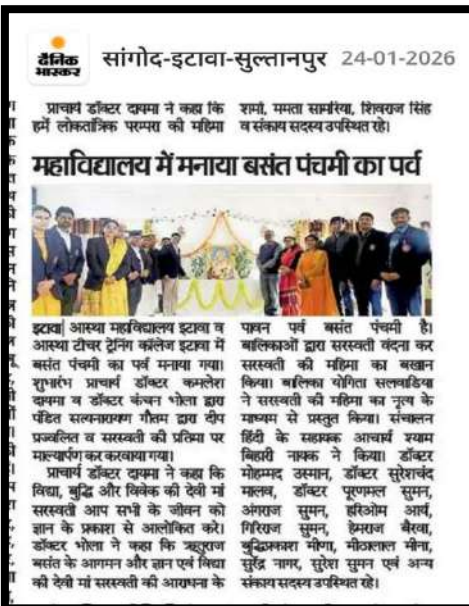 दैनिक
भास्कर
सांगोद-इटावा-सुल्तानपुर 24-01-2026
प्राचार्य डॉक्टर दायमा ने कहा कि
हमें लोकतांत्रिक परम्परा की महिमा
शर्मा, ममता सामरिया, शिवराज सिंह
व संकाय सदस्य उपस्थित रहे।
महाविद्यालय में मनाया बसंत पंचमी का पर्व
इटावा| आस्था महाविद्यालय इटावा व
आस्था टीचर ट्रेनिंग कॉलेज इटावा में
बसंत पंचमी का पर्व मनाया गया।
शुभारंभ प्राचार्य डॉक्टर कमलेश
दायमा व डॉक्टर कंचन भोला द्वारा
पंडित सत्यनारायण गौतम द्वारा दीप
प्रज्वलित व सरस्वती की प्रतिमा पर
माल्यार्पण कर करवाया गया।
प्राचार्य डॉक्टर दायमा ने कहा कि
विद्या, बुद्धि और विवेक की देवी मां
सरस्वती आप सभी के जीवन को
ज्ञान के प्रकाश से आलोकित करे।
डॉक्टर भोला ने कहा कि ऋतुराज
बसंत के आगमन और ज्ञान एवं विद्या
की देवी मां सरस्वती की आराधना के
पावन पर्व बसंत पंचमी है।
बालिकाओं द्वारा सरस्वती वंदना कर
सरस्वती की महिमा का बखान
किया। बालिका योगिता सलवाडिया
ने सरस्वती की महिमा का नृत्य के
माध्यम से प्रस्तुत किया। संचालन
हिंदी के सहायक आचार्य श्याम
बिहारी नायक ने किया। डॉक्टर
मोहम्मद उस्मान, डॉक्टर सुरेशचंद
मालव, डॉक्टर पूरणमल सुमन,
अंगराज सुमन, हरिओम आर्य,
गिरिराज सुमन, हेमराज बैरवा,
बुद्धिप्रकाश मीणा, मीठालाल मीना,
सुरेंद्र नागर, सुरेश सुमन एवं अन्य
संकाय सदस्य उपस्थित रहे।